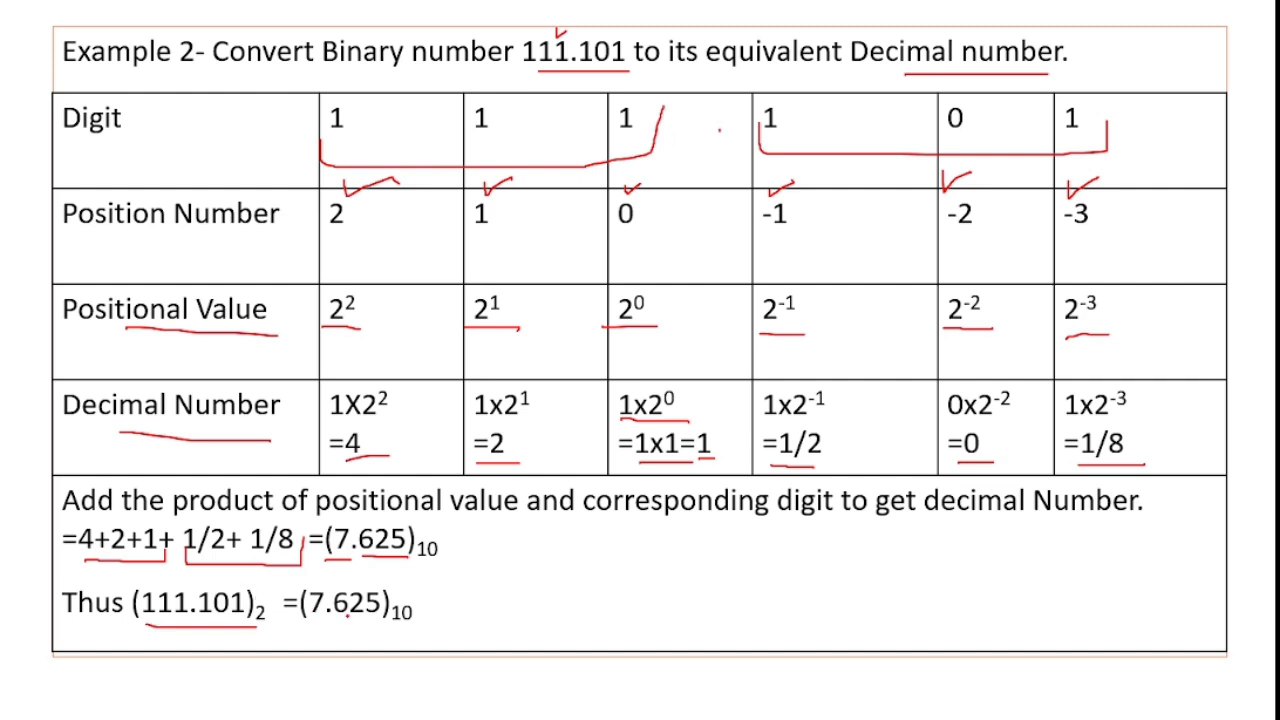 Example 2- Convert Binary number 111.101 to its equivalent Decimal number.
Digit 1 1 1 1 0 1
Position Number 2 1 0 -1 -2 -3
Positional Value 2² 2¹ 2⁰ 2⁻¹ 2⁻² 2⁻³
Decimal Number 1X2² 1x2¹ 1x2⁰ 1x2⁻¹ 0x2⁻² 1x2⁻³
=4 =2 =1x1=1 =1/2 =0 =1/8
Add the product of positional value and corresponding digit to get decimal Number.
=4+2+1+ 1/2+ 1/8 =(7.625)₁₀
Thus (111.101)₂ =(7.625)₁₀